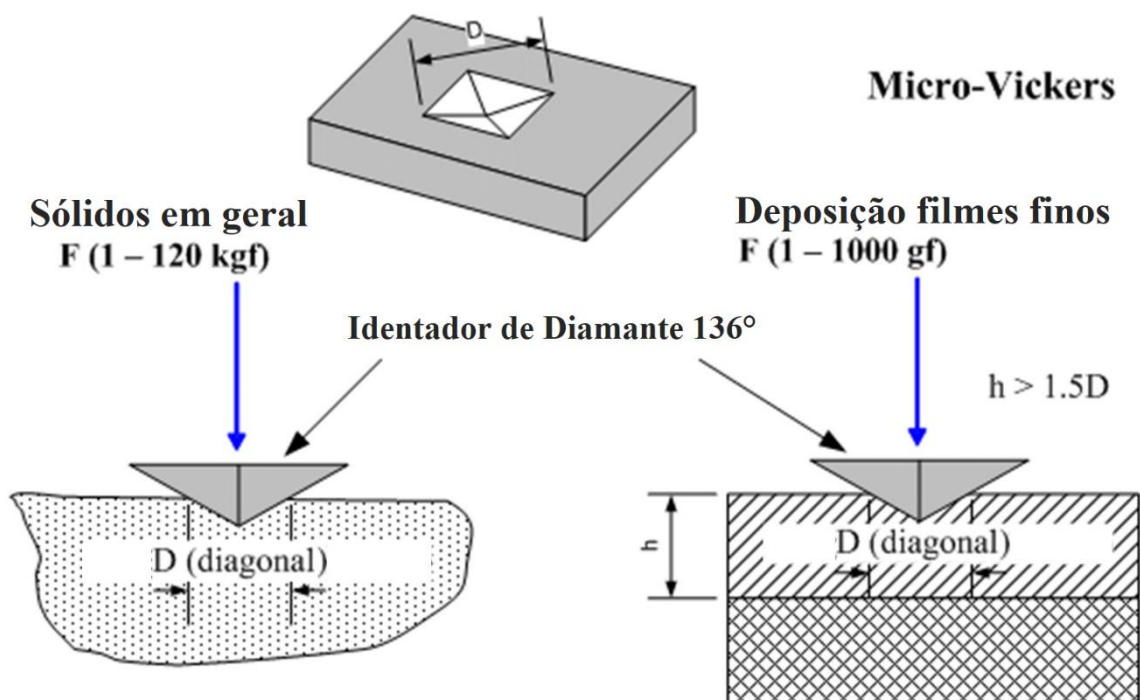 D
Micro-Vickers
Sólidos em geral
F (1 – 120 kgf)
Deposição filmes finos
F (1 – 1000 gf)
Identador de Diamante 136°
h > 1.5D
D (diagonal)
h
D (diagonal)